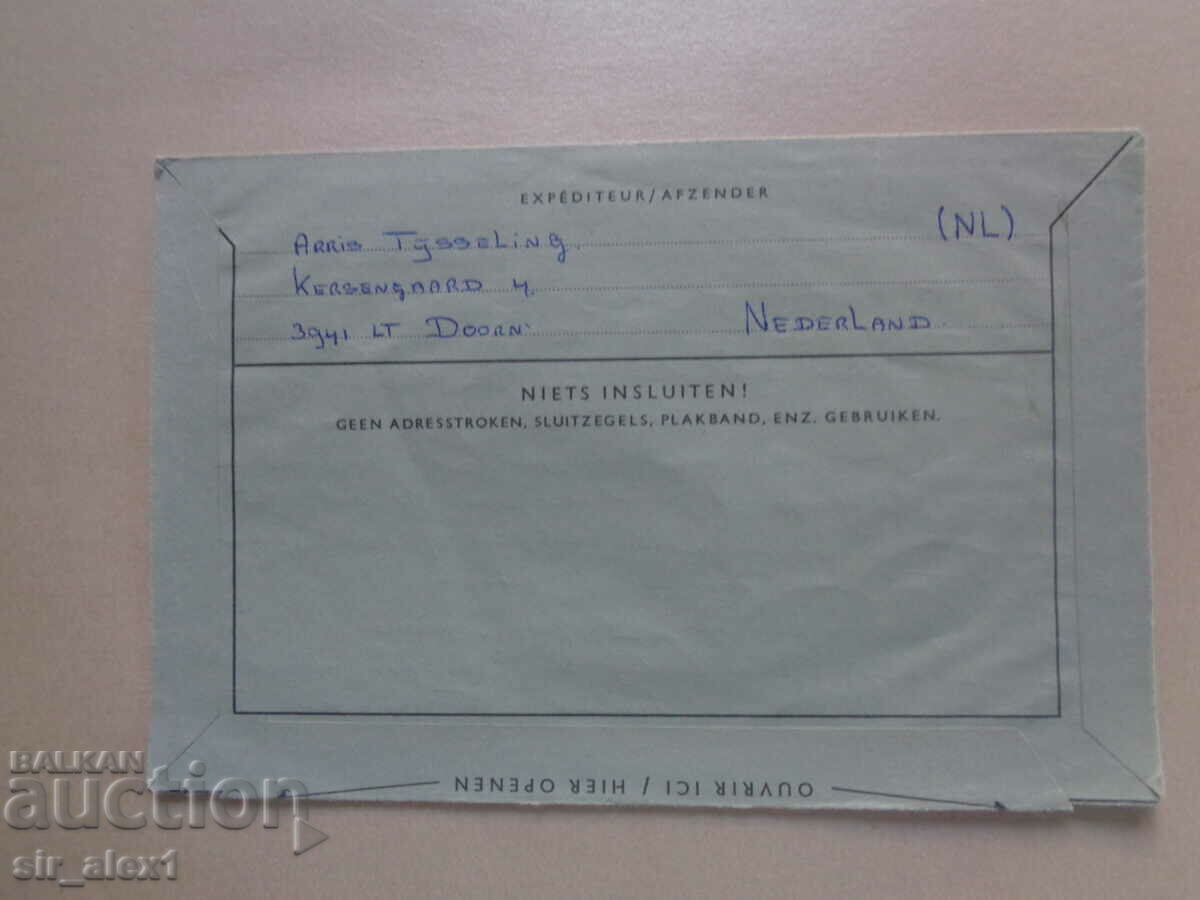 EXPÉDITEUR/AFZENDER
ARRIS TIJSSELING (NL)
KERSENGAARD 4.
3941 LT DOORN NEDERLAND
NIETS INSLUITEN!
GEEN ADRESSTROKEN, SLUITZEGELS, PLAKBAND, ENZ. GEBRUIKEN.
OUVRIR ICI / HIER OPENEN
BALKAN
auction
sir_alex1